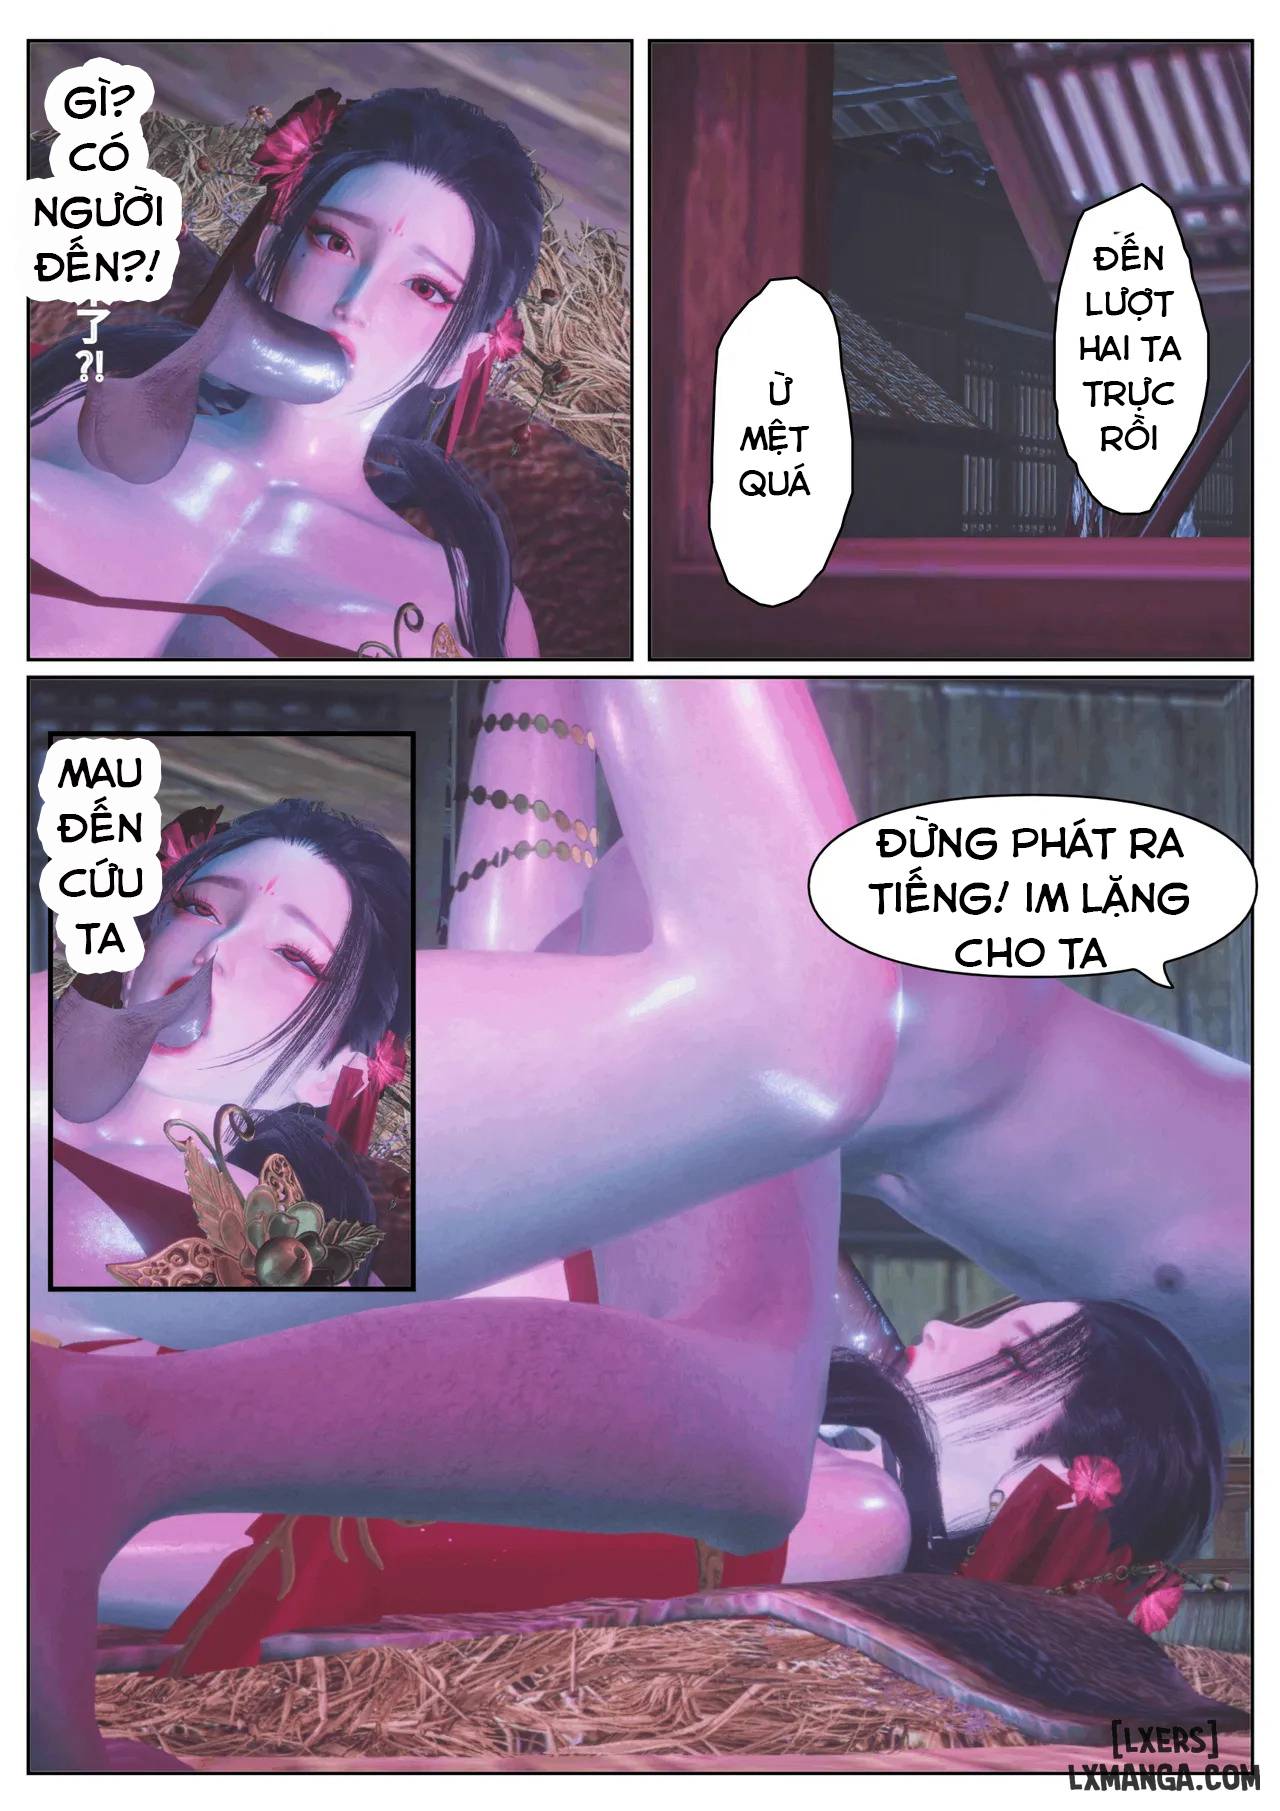 GÌ?
CÓ
NGƯỜI
ĐẾN?!
了
?!
ĐẾN
LƯỢT
HAI TA
TRỰC
RỒI
Ừ
MỆT
QUÁ
MAU
ĐẾN
CỨU
TA
ĐỪNG PHÁT RA
TIẾNG! IM LẶNG
CHO TA
[LXERS]
LXMANGA.COM